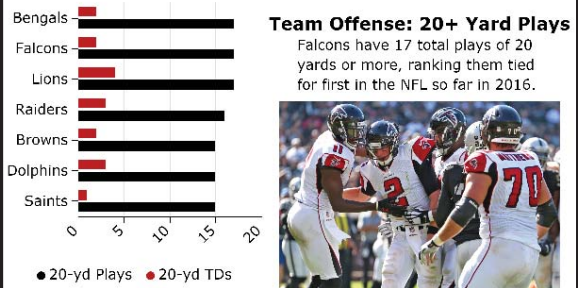 Bengals
Falcons
Lions
Raiders
Browns
Dolphins
Saints
0
5
10
15
20
20-yd Plays
20-yd TDs
Team Offense: 20+ Yard Plays
Falcons have 17 total plays of 20
yards or more, ranking them tied
for first in the NFL so far in 2016.
11
2
70